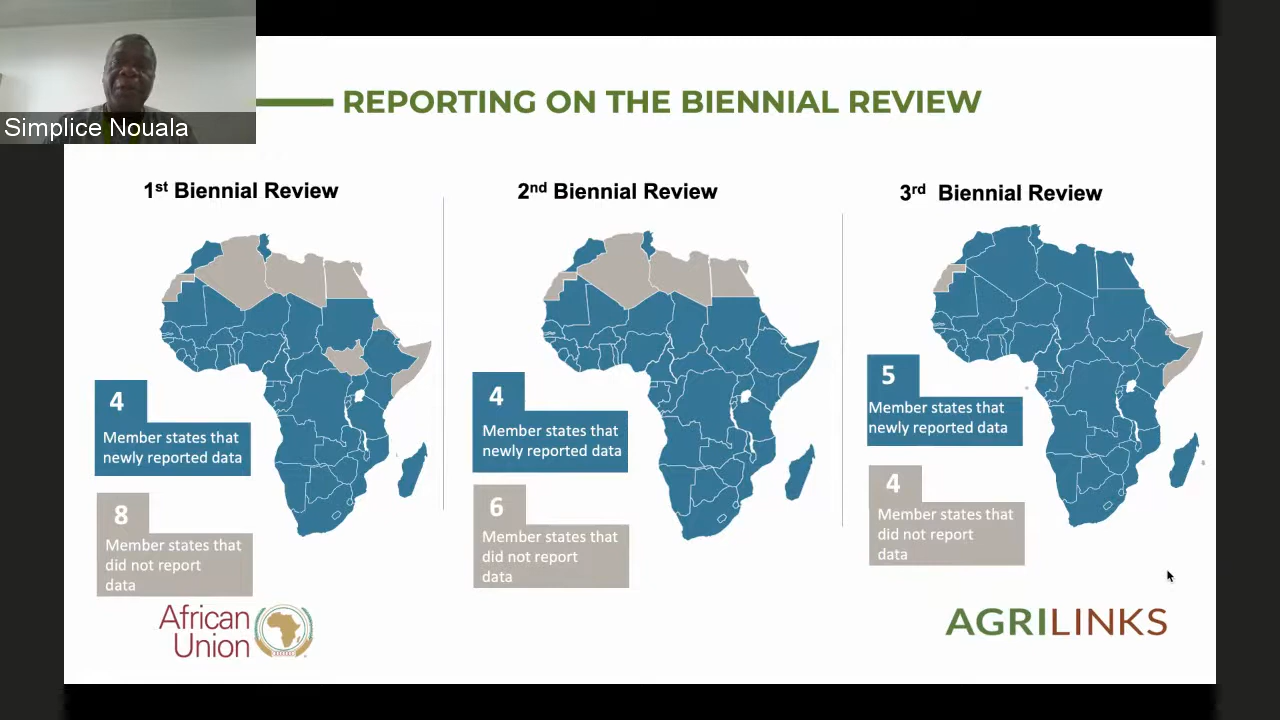 Simplice Nouala
REPORTING ON THE BIENNIAL REVIEW
1st Biennial Review
4
Member states that
newly reported data
8
Member states that
did not report
data
2nd Biennial Review
4
Member states that
newly reported data
6
Member states that
did not report
data
3rd Biennial Review
5
Member states that
newly reported data
4
Member states that
did not report
data
African
Union
AGRILINKS